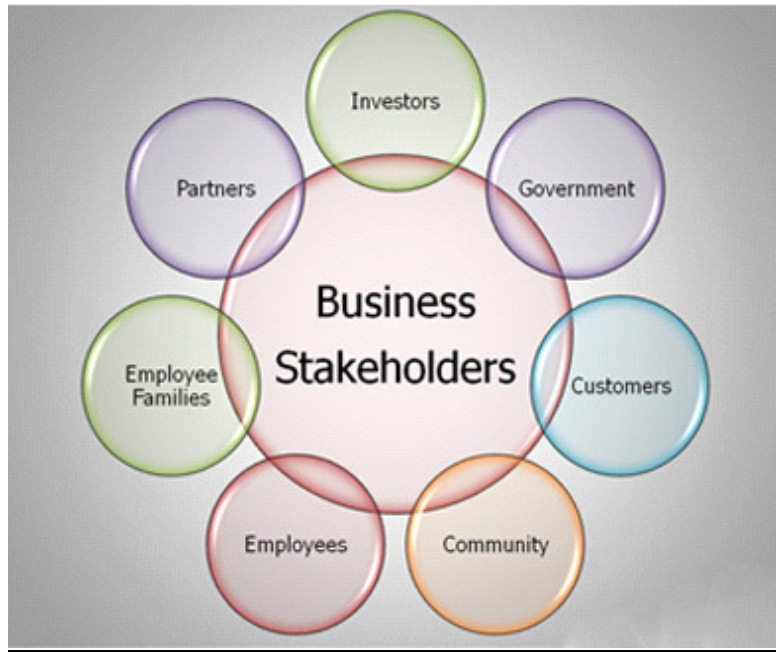 Investors
Partners
Government
Business
Stakeholders
Employee
Families
Customers
Employees
Community